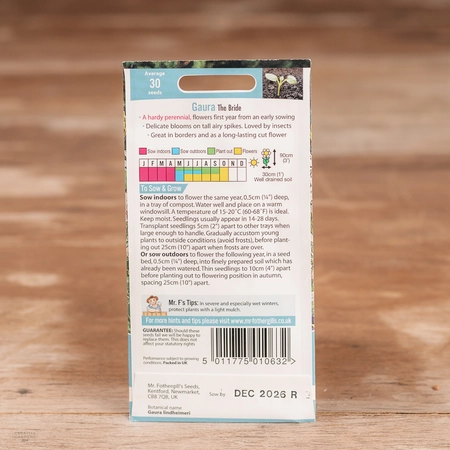 Average
30
seeds
Gaura The Bride
· A hardy perennial, flowers first year from an early sowing
· Delicate blooms on tall airy spikes. Loved by insects
· Great in borders and as a long-lasting cut flower
Sow indoors Sow outdoors Plant out Flowers
J F M A M J J A S O N D
90cm
(3')
30cm (1')
Well drained soil
To Sow & Grow
Sow indoors to flower the same year, 0.5cm (¼") deep,
in a tray of compost. Water well and place on a warm
windowsill. A temperature of 15-20˚C (60-68˚F) is ideal.
Keep moist. Seedlings usually appear in 14-28 days.
Transplant seedlings 5cm (2") apart to other trays when
large enough to handle. Gradually accustom young
plants to outside conditions (avoid frosts), before plant-
ing out 25cm (10") apart when frosts are over.
Or sow outdoors to flower the following year, in a seed
bed, 0.5cm (¼") deep, into finely prepared soil which has
already been watered. Thin seedlings to 10cm (4") apart
before planting out to flowering position in autumn,
spacing 25cm (10") apart.
Mr. F's Tips: In severe and especially wet winters,
protect plants with a light mulch.
For more hints and tips please visit www.mr-fothergills.co.uk
GUARANTEE: Should these
seeds fail we will be happy to
replace them. This does not
affect your statutory rights.
Performance subject to growing conditions.
Packed in UK
5 011775 010632 >
Mr. Fothergill's Seeds,
Kentford, Newmarket,
CB8 7QB, UK
Sow By: DEC 2026 R
Botanical name:
Gaura lindheimeri